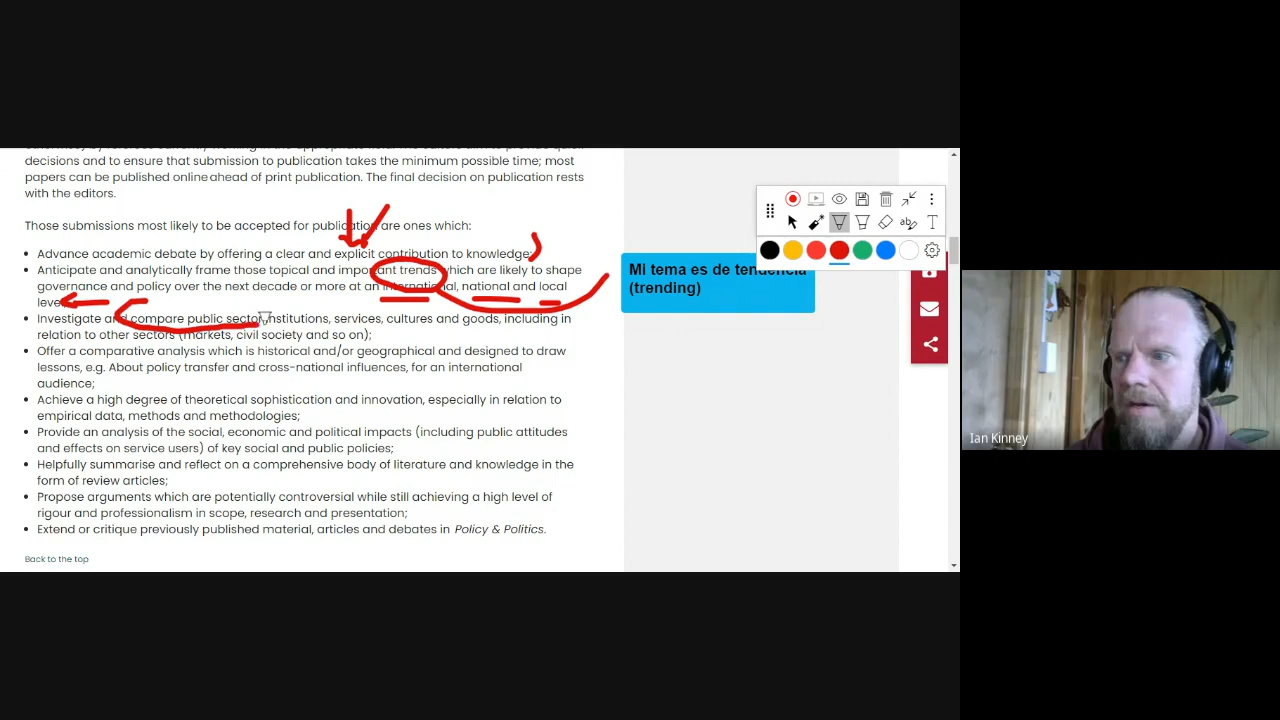 decisions and to ensure that submission to publication takes the minimum possible time; most
papers can be published online ahead of print publication. The final decision on publication rests
with the editors.
Those submissions most likely to be accepted for publication are ones which:
Advance academic debate by offering a clear and explicit contribution to knowledge;
Anticipate and analytically frame those topical and important trends which are likely to shape
governance and policy over the next decade or more at an international, national and local
level
Investigate and compare public sector institutions, services, cultures and goods, including in
relation to other sectors (markets, civil society and so on);
Offer a comparative analysis which is historical and/or geographical and designed to draw
lessons, e.g. About policy transfer and cross-national influences, for an international
audience;
Achieve a high degree of theoretical sophistication and innovation, especially in relation to
empirical data, methods and methodologies;
Provide an analysis of the social, economic and political impacts (including public attitudes
and effects on service users) of key social and public policies;
Helpfully summarise and reflect on a comprehensive body of literature and knowledge in the
form of review articles;
Propose arguments which are potentially controversial while still achieving a high level of
rigour and professionalism in scope, research and presentation;
Extend or critique previously published material, articles and debates in Policy & Politics.
Back to the top
Mi tema es de tendencia
(trending)
Ian Kinney